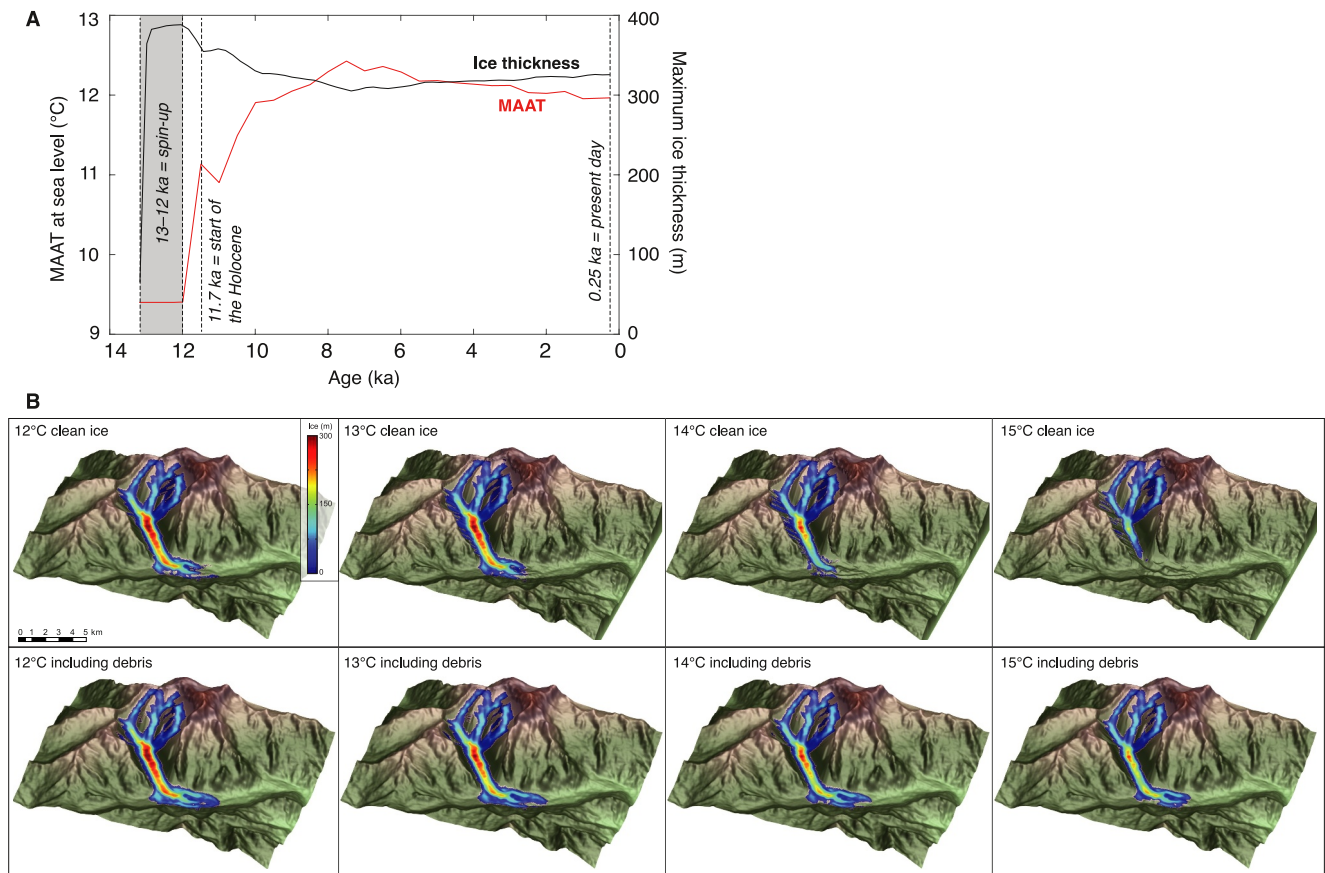 A
13
12
11
10
9
MAAT at sea level (°C)
400
300
200
100
0
Maximum ice thickness (m)
Ice thickness
MAAT
13–12 ka = spin-up
11.7 ka = start of
the Holocene
0.25 ka = present day
14
12
10
8
6
4
2
0
Age (ka)
B
12°C clean ice
Ice (m)
300
150
0
0 1 2 3 4 5 km
13°C clean ice
14°C clean ice
15°C clean ice
12°C including debris
13°C including debris
14°C including debris
15°C including debris